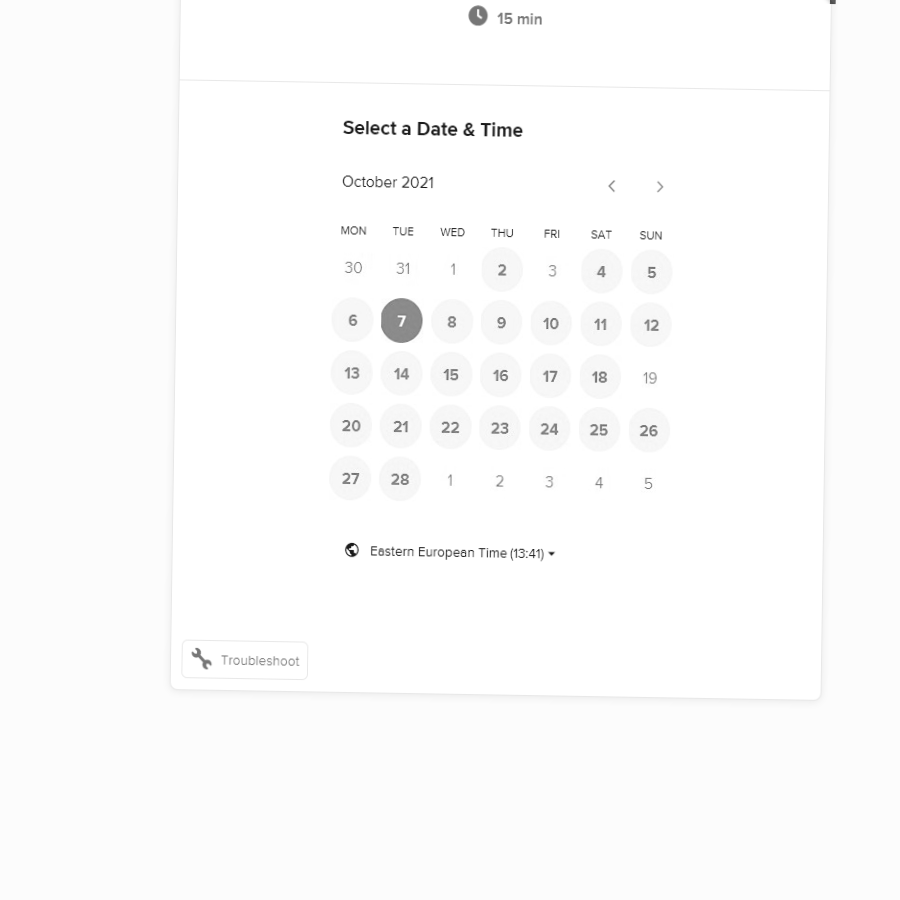 15 min
Select a Date & Time
October 2021
MON TUE WED THU FRI SAT SUN
30 31 1 2 3 4 5
6 7 8 9 10 11 12
13 14 15 16 17 18 19
20 21 22 23 24 25 26
27 28 1 2 3 4 5
Eastern European Time (13:41)
Troubleshoot